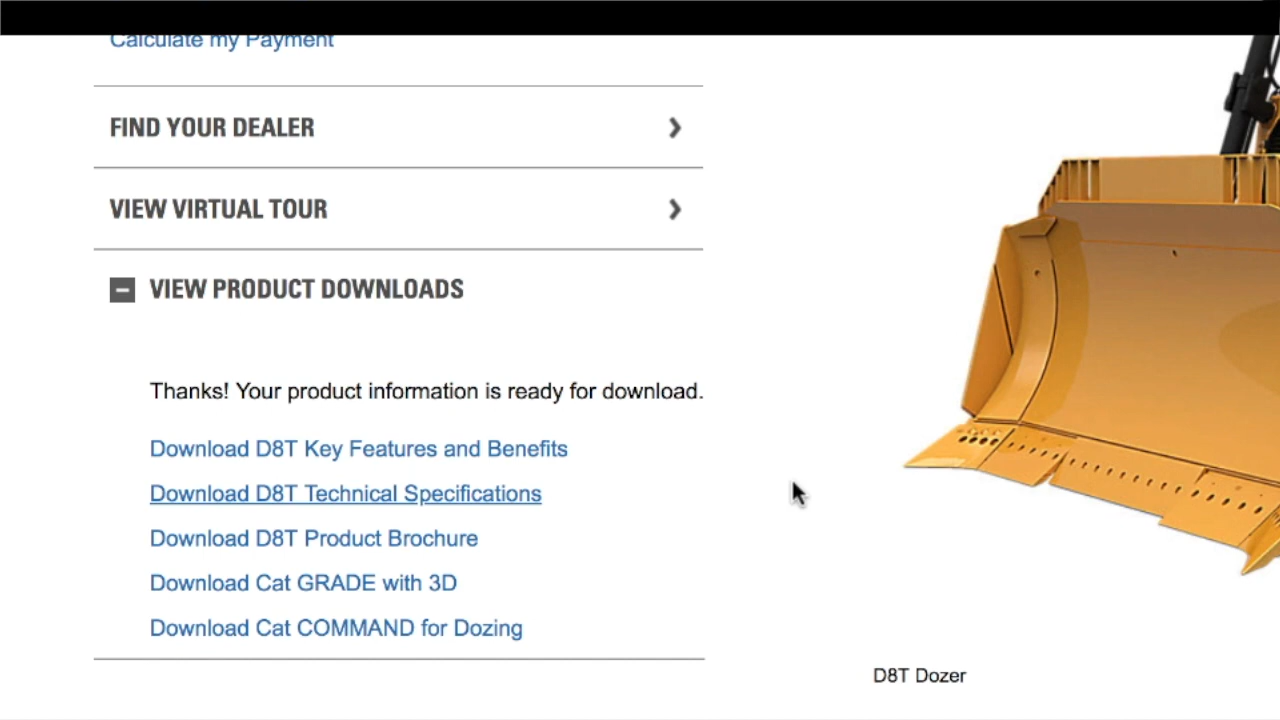 Calculate my Payment
FIND YOUR DEALER
VIEW VIRTUAL TOUR
VIEW PRODUCT DOWNLOADS
Thanks! Your product information is ready for download.
Download D8T Key Features and Benefits
Download D8T Technical Specifications
Download D8T Product Brochure
Download Cat GRADE with 3D
Download Cat COMMAND for Dozing
D8T Dozer